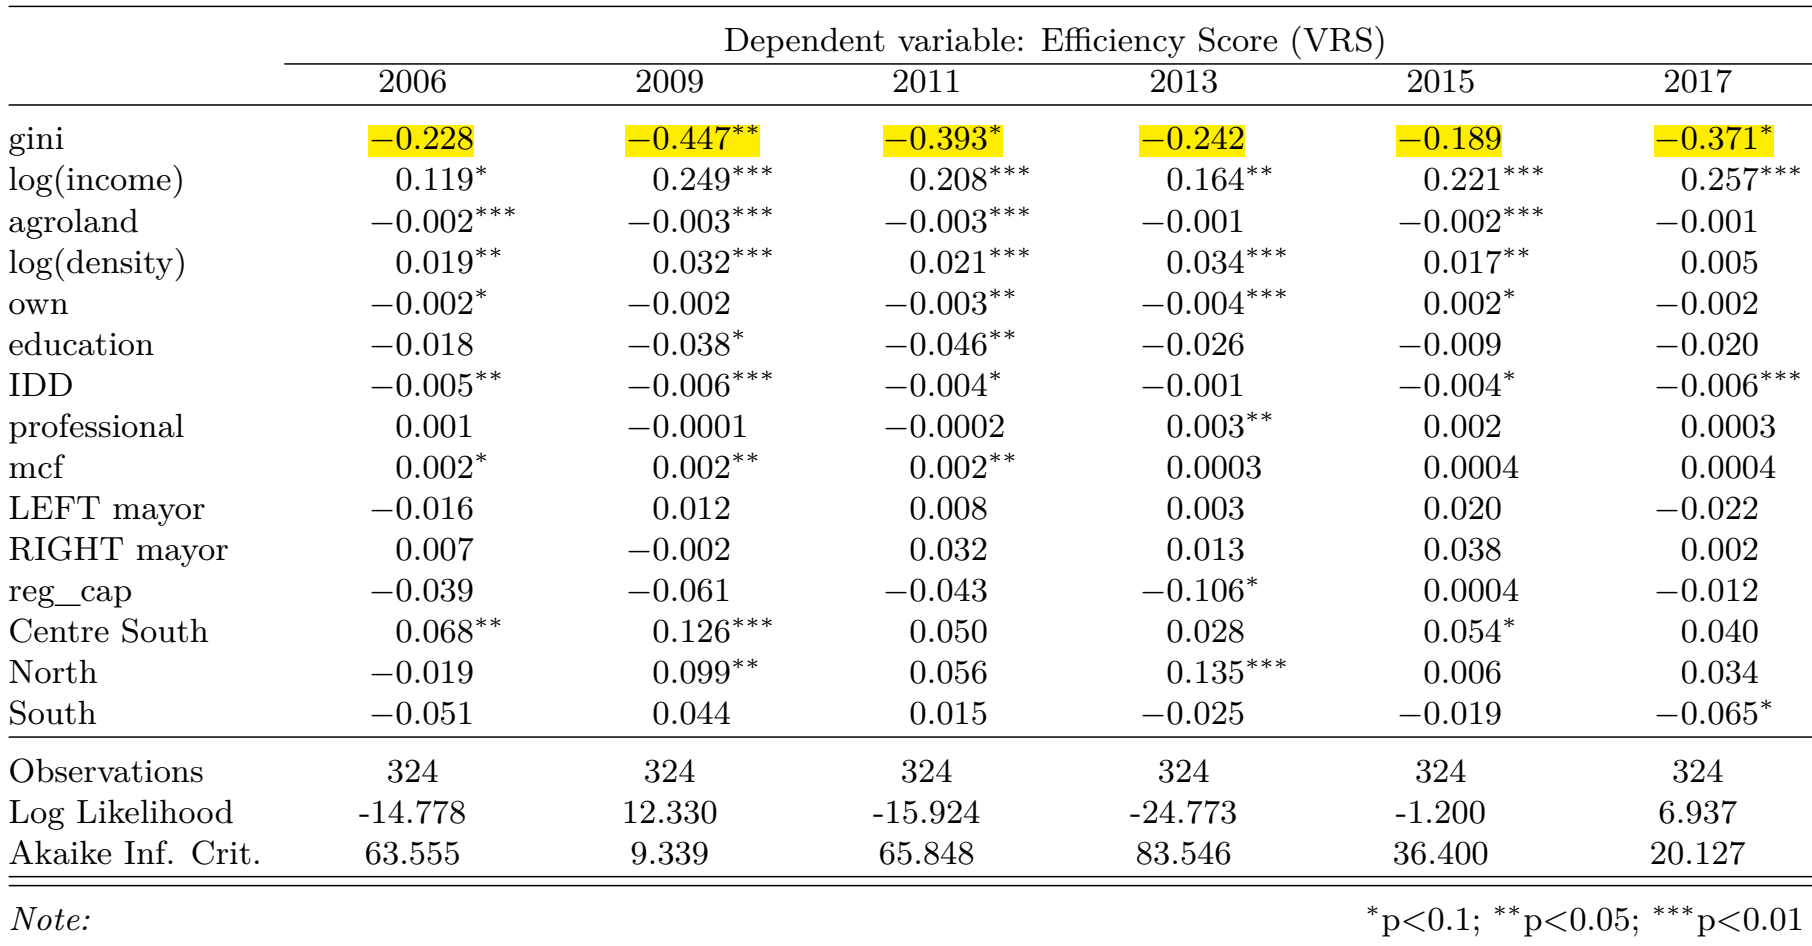 Dependent variable: Efficiency Score (VRS)
2006 2009 2011 2013 2015 2017
gini −0.228 −0.447** −0.393* −0.242 −0.189 −0.371*
log(income) 0.119* 0.249*** 0.208*** 0.164** 0.221*** 0.257***
agroland −0.002*** −0.003*** −0.003*** −0.001 −0.002*** −0.001
log(density) 0.019** 0.032*** 0.021*** 0.034*** 0.017** 0.005
own −0.002* −0.002 −0.003** −0.004*** 0.002* −0.002
education −0.018 −0.038* −0.046** −0.026 −0.009 −0.020
IDD −0.005** −0.006*** −0.004* −0.001 −0.004* −0.006***
professional 0.001 −0.0001 −0.0002 0.003** 0.002 0.0003
mcf 0.002* 0.002** 0.002** 0.0003 0.0004 0.0004
LEFT mayor −0.016 0.012 0.008 0.003 0.020 −0.022
RIGHT mayor 0.007 −0.002 0.032 0.013 0.038 0.002
reg_cap −0.039 −0.061 −0.043 −0.106* 0.0004 −0.012
Centre South 0.068** 0.126*** 0.050 0.028 0.054* 0.040
North −0.019 0.099** 0.056 0.135*** 0.006 0.034
South −0.051 0.044 0.015 −0.025 −0.019 −0.065*
Observations 324 324 324 324 324 324
Log Likelihood -14.778 12.330 -15.924 -24.773 -1.200 6.937
Akaike Inf. Crit. 63.555 9.339 65.848 83.546 36.400 20.127
Note: *p<0.1; **p<0.05; ***p<0.01